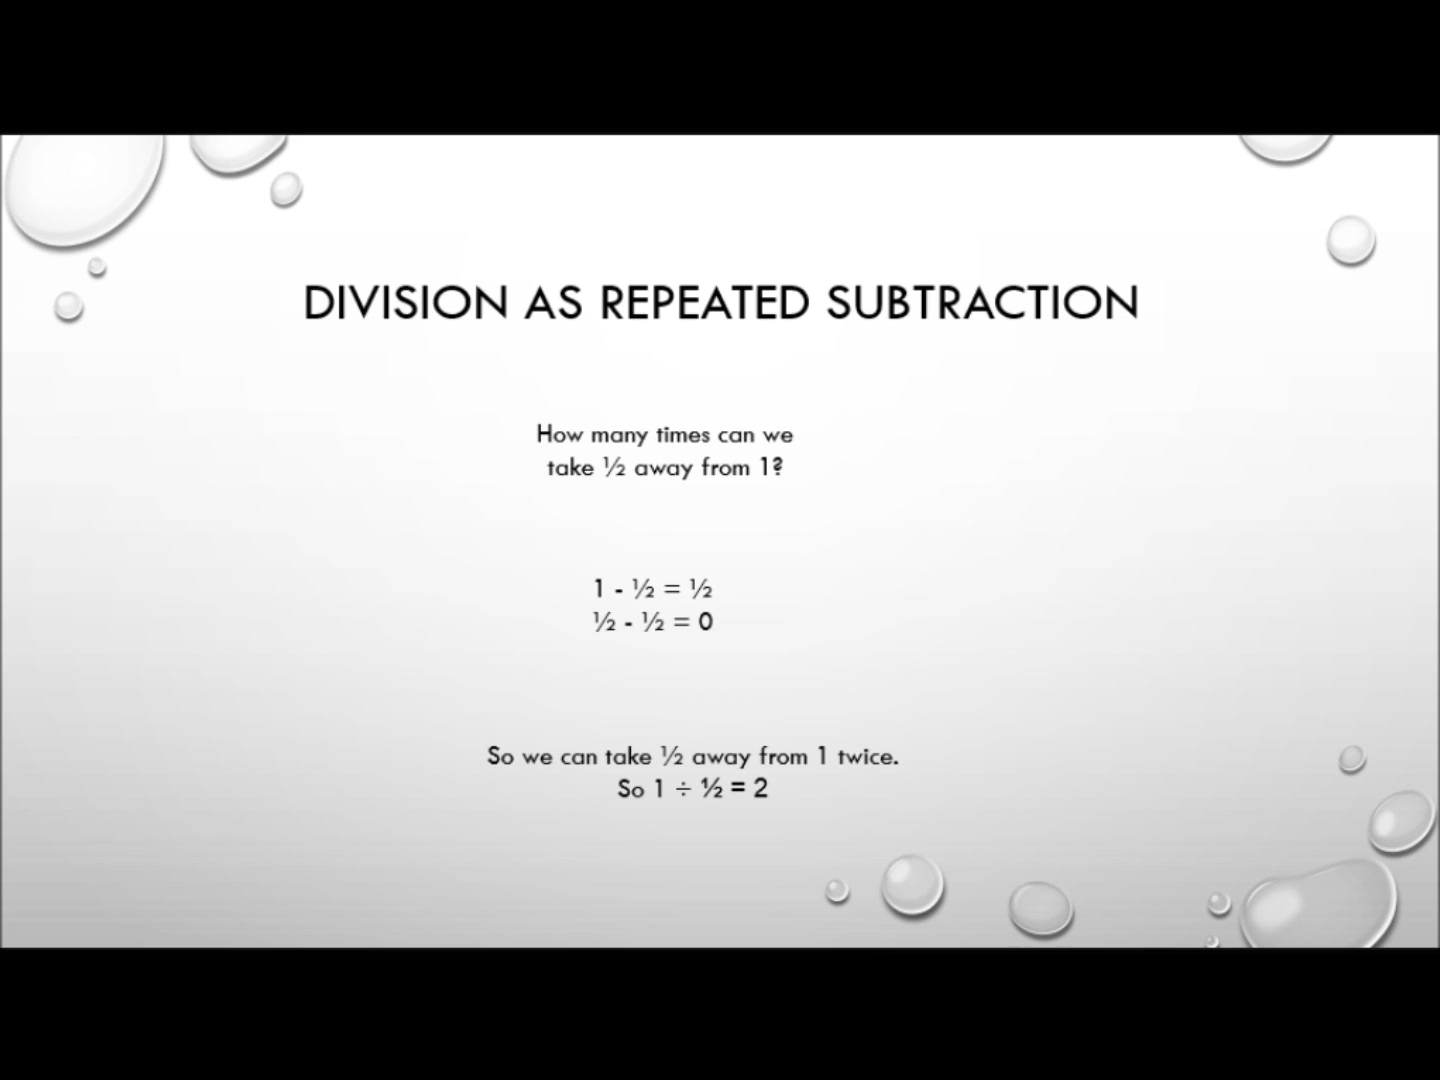 DIVISION AS REPEATED SUBTRACTION
How many times can we
take ½ away from 1?
1 - ½ = ½
½ - ½ = 0
So we can take ½ away from 1 twice.
So 1 ÷ ½ = 2